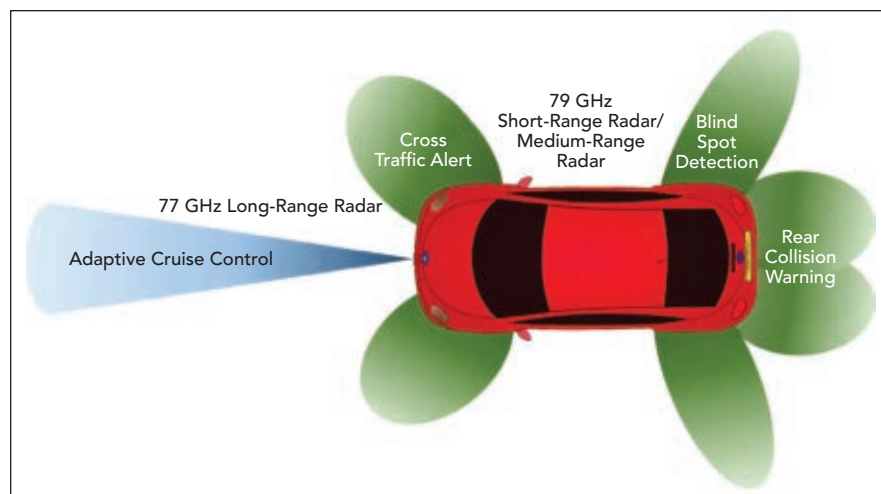 79 GHz
Short-Range Radar/
Medium-Range
Radar
Cross
Traffic Alert
Blind
Spot
Detection
77 GHz Long-Range Radar
Adaptive Cruise Control
Rear
Collision
Warning